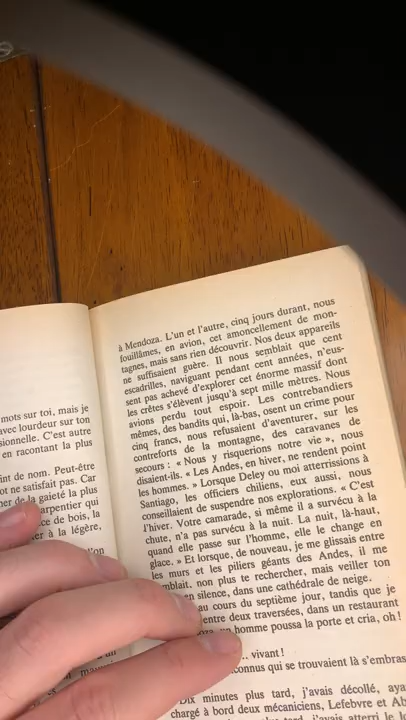 mots sur toi, mais je
avec lourdeur sur ton
sionnelle. C'est autre
en racontant la plus
int de nom. Peut-être
ot ne satisfait pas. Car
ner de la gaieté la plus
arpentier qui
ce de bois, la
er à la légère,
l'on
à Mendoza. L'un et l'autre, cinq jours durant, nous
fouillâmes, en avion, cet amoncellement de mon-
tagnes, mais sans rien découvrir. Nos deux appareils
ne suffisaient guère. Il nous semblait que cent
escadrilles, naviguant pendant cent années, n'eus-
sent pas achevé d'explorer cet énorme massif dont
les crêtes s'élèvent jusqu'à sept mille mètres. Nous
avions perdu tout espoir. Les contrebandiers
mêmes, des bandits qui, là-bas, osent un crime pour
cinq francs, nous refusaient d'aventurer, sur les
contreforts de la montagne, des caravanes de
secours : « Nous y risquerions notre vie », nous
disaient-ils. « Les Andes, en hiver, ne rendent point
les hommes. » Lorsque Deley ou moi atterrissions à
Santiago, les officiers chiliens, eux aussi, nous
conseillaient de suspendre nos explorations. « C'est
l'hiver. Votre camarade, si même il a survécu à la
chute, n'a pas survécu à la nuit. La nuit, là-haut,
quand elle passe sur l'homme, elle le change en
glace. » Et lorsque, de nouveau, je me glissais entre
les murs et les piliers géants des Andes, il me
mblait, non plus te rechercher, mais veiller ton
en silence, dans une cathédrale de neige.
au cours du septième jour, tandis que je
entre deux traversées, dans un restaurant
oza, un homme poussa la porte et cria, oh !
... vivant !
connus qui se trouvaient là s'embras
Dix minutes plus tard, j'avais décollé, aya
chargé à bord deux mécaniciens, Lefebvre et Ab
j'avais atterri le l